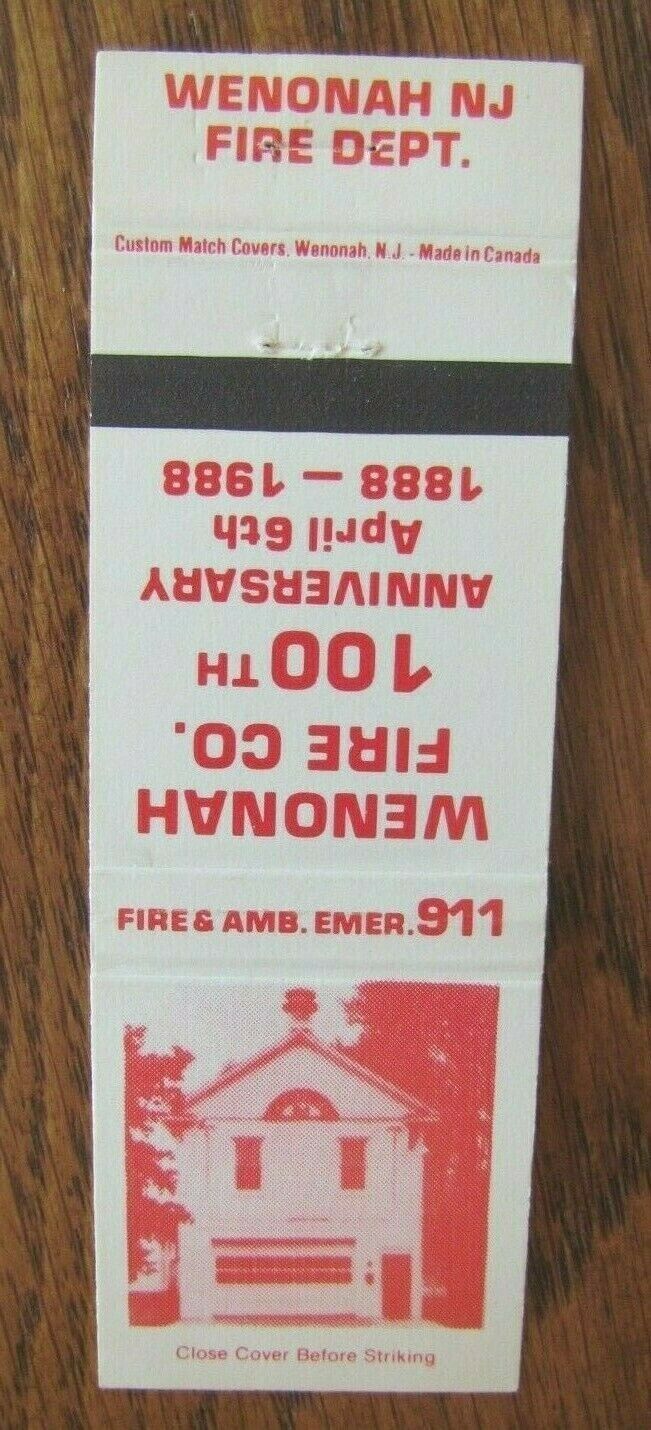 WENONAH NJ
FIRE DEPT.
Custom Match Covers, Wenonah, N.J. - Made in Canada
WENONAH
FIRE CO.
100TH
ANNIVERSARY
April 6th
1888 — 1988
FIRE & AMB. EMER. 911
Close Cover Before Striking